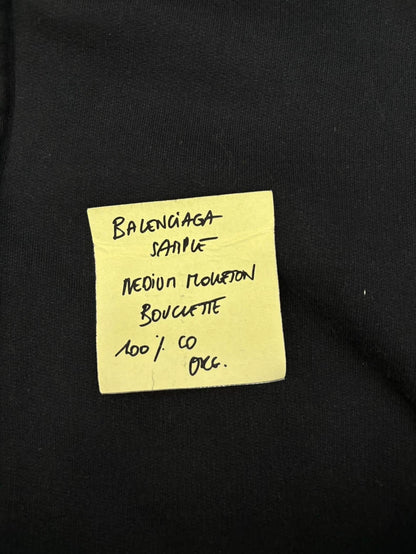 BALENCIAGA
SAMPLE
MEDIUM MOLLETON
BOUCLETTE
100% CO
ORG.